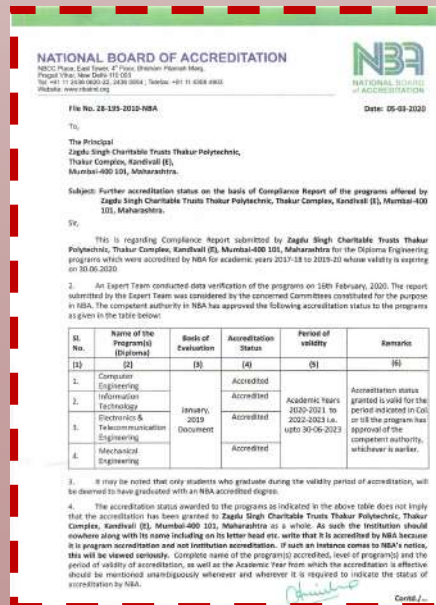 NATIONAL BOARD OF ACCREDITATION
NBCC Place, East Tower, 4th Floor, Bhisham Pitamah Marg,
Pragati Vihar, New Delhi 110 003
Website: www.nbaind.org
NBA
NATIONAL BOARD
of ACCREDITATION
File No. 28-195-2010-NBA
Date: 05-03-2020
To,
The Principal
Zagdu Singh Charitable Trusts Thakur Polytechnic,
Thakur Complex, Kandivali (E),
Mumbai-400 101, Maharashtra.
Subject: Further accreditation status on the basis of Compliance Report of the programs offered by
Zagdu Singh Charitable Trusts Thakur Polytechnic, Thakur Complex, Kandivali (E), Mumbai-400
101, Maharashtra.
Sir,
This is regarding Compliance Report submitted by Zagdu Singh Charitable Trusts Thakur
Polytechnic, Thakur Complex, Kandivali (E), Mumbai-400 101, Maharashtra for the Diploma Engineering
programs which were accredited by NBA for academic years 2017-18 to 2019-20 whose validity is expiring
on 30.06.2020.
2. An Expert Team conducted data verification of the programs on 16th February, 2020. The report
submitted by the Expert Team was considered by the concerned Committees constituted for the purpose
in NBA. The competent authority in NBA has approved the following accreditation status to the programs
as given in the table below:
Sl. No. Name of the Program(s) (Diploma) Basis of Evaluation Accreditation Status Period of validity Remarks
(1) (2) (3) (4) (5) (6)
1. Computer Engineering Accredited
2. Information Technology Accredited
3. Electronics & Telecommunication Engineering Accredited
4. Mechanical Engineering Accredited
January, 2019 Document
Academic Years 2020-2021 to 2022-2023 i.e. upto 30-06-2023
Accreditation status granted is valid for the period indicated in Col. or till the program has approval of the competent authority, whichever is earlier.
3. It may be noted that only students who graduate during the validity period of accreditation, will
be deemed to have graduated with an NBA accredited degree.
4. The accreditation status awarded to the programs as indicated in the above table does not imply
that the accreditation has been granted to Zagdu Singh Charitable Trusts Thakur Polytechnic, Thakur
Complex, Kandivali (E), Mumbai-400 101, Maharashtra as a whole. As such the Institution should
nowhere along with its name including on its letter head etc. write that it is accredited by NBA because
it is program accreditation and not institution accreditation. If such an instance comes to NBA's notice,
this will be viewed seriously. Complete name of the program(s) accredited, level of program(s) and the
period of validity of accreditation, as well as the Academic Year from which the accreditation is effective
should be mentioned unambiguously whenever and wherever it is required to indicate the status of
accreditation by NBA.
Contd./...